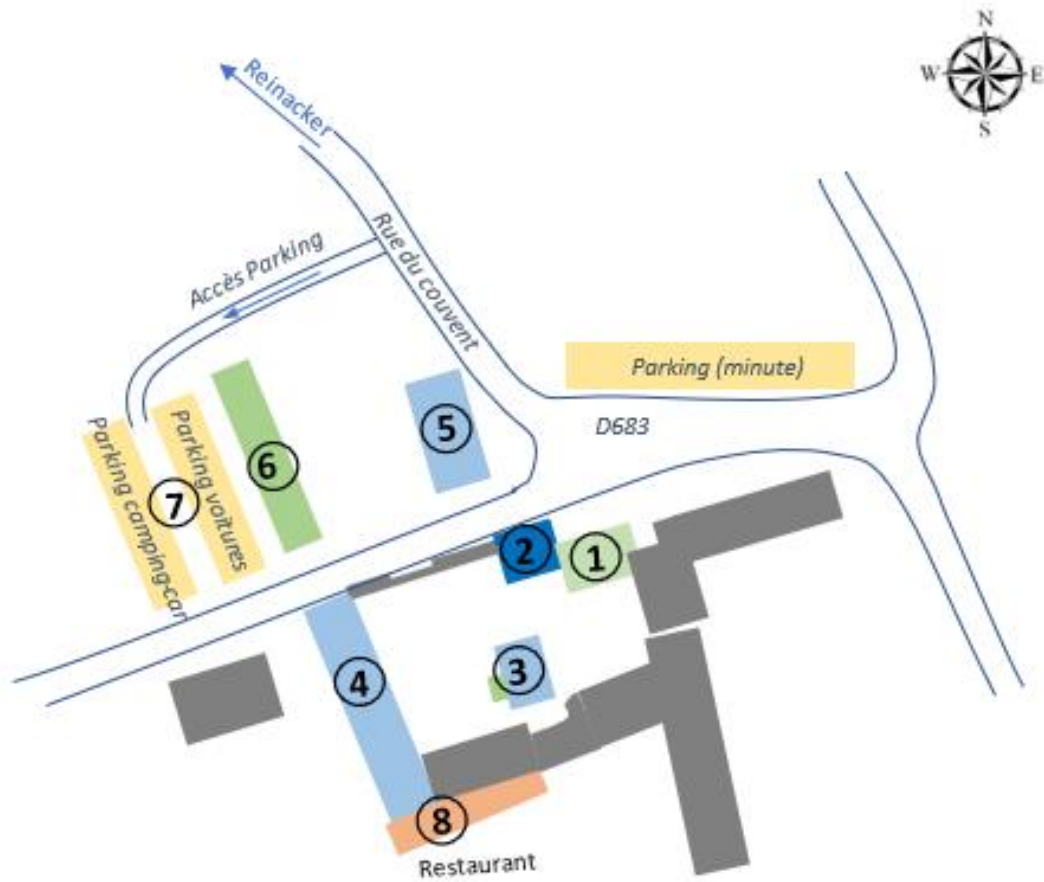 N
W
E
S
Reinacker
Rue du couvent
Accès Parking
Parking (minute)
D683
5
6
7
Parking camping-car
Parking voitures
2
1
3
4
8
Restaurant